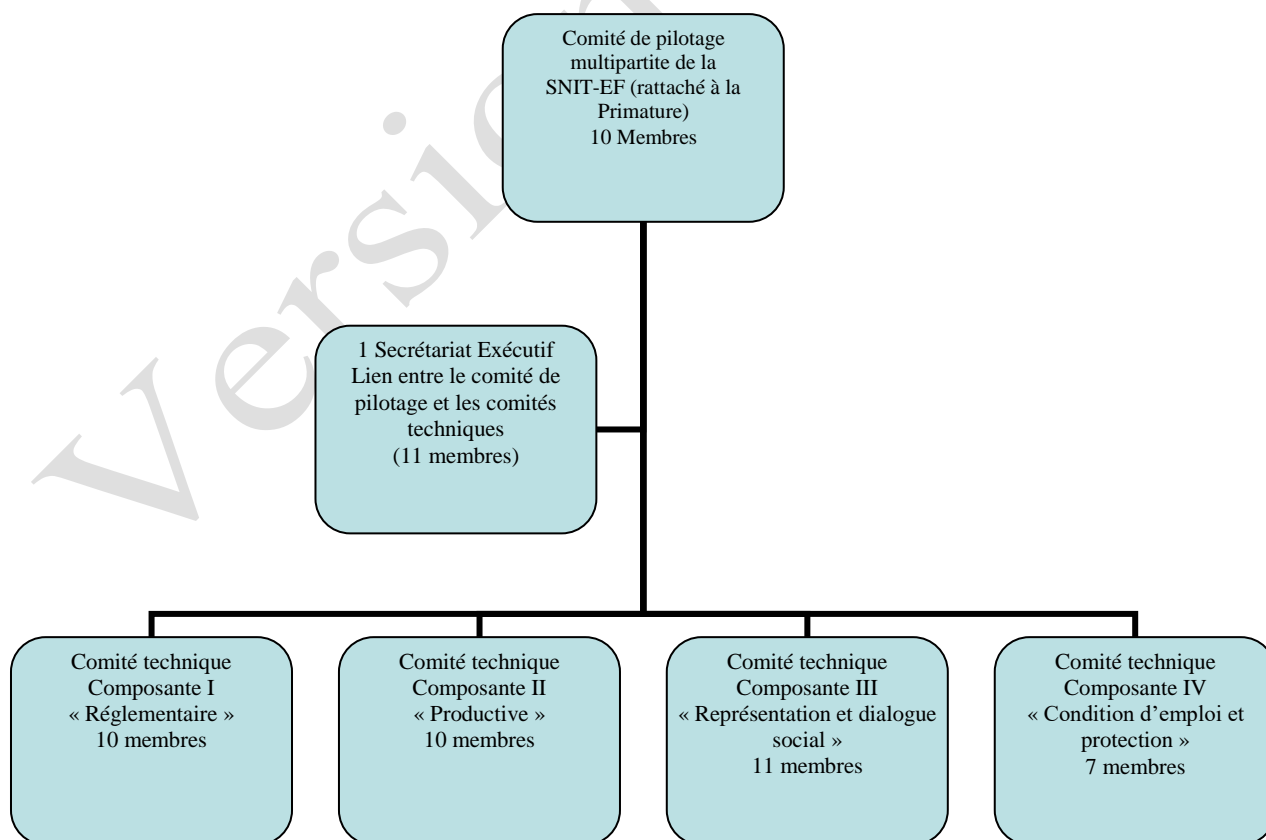 Comité de pilotage
multipartite de la
SNIT-EF (rattaché à la
Primature)
10 Membres
1 Secrétariat Exécutif
Lien entre le comité de
pilotage et les comités
techniques
(11 membres)
Comité technique
Composante I
« Réglementaire »
10 membres
Comité technique
Composante II
« Productive »
10 membres
Comité technique
Composante III
« Représentation et dialogue
social »
11 membres
Comité technique
Composante IV
« Condition d’emploi et
protection »
7 membres
Version